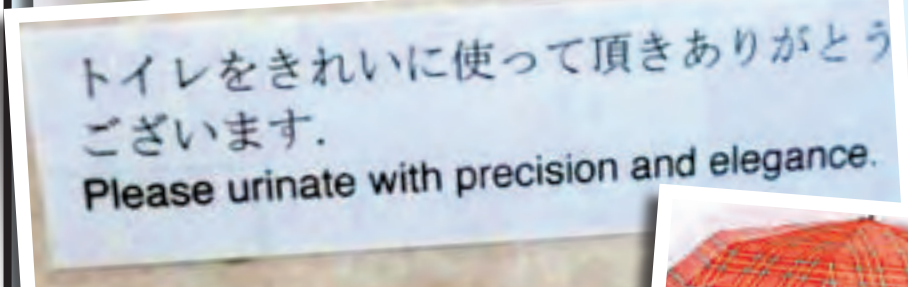 トイレをきれいに使って頂きありがとう
ございます.
Please urinate with precision and elegance.